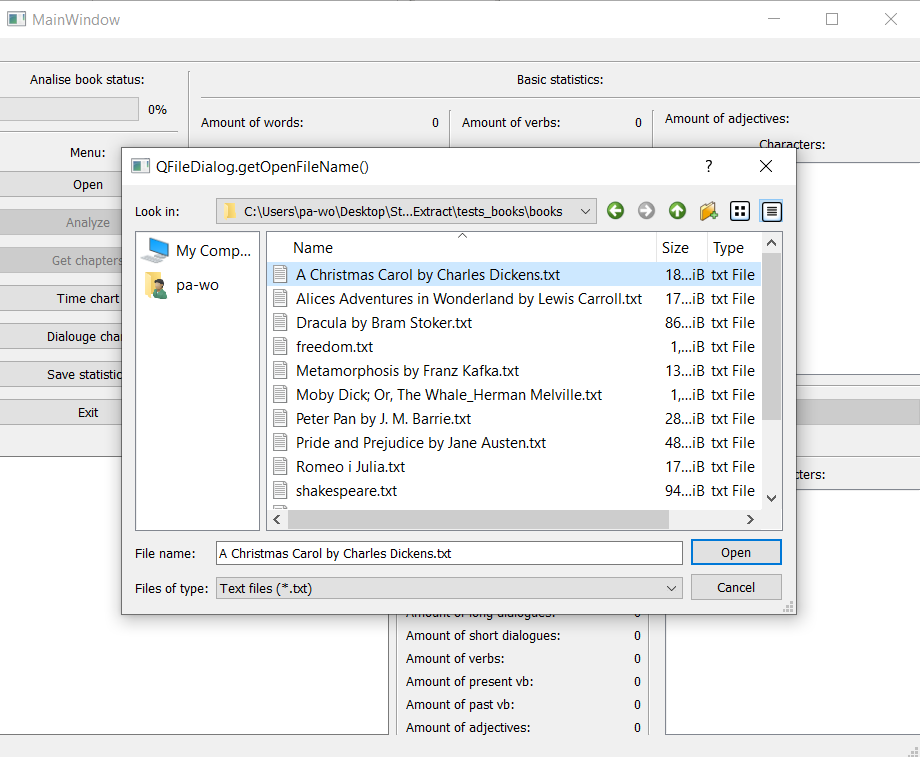 MainWindow
Analise book status:
0%
Basic statistics:
Amount of words: 0
Amount of verbs: 0
Amount of adjectives:
Characters:
Menu:
Open
Analyze
Get chapters
Time chart
Dialouge cha
Save statistic
Exit
QFileDialog.getOpenFileName()
?
Look in:
C:\Users\pa-wo\Desktop\St...Extract\tests_books\books
My Comp...
pa-wo
Name Size Type
A Christmas Carol by Charles Dickens.txt 18...iB txt File
Alices Adventures in Wonderland by Lewis Carroll.txt 17...iB txt File
Dracula by Bram Stoker.txt 86...iB txt File
freedom.txt 1,...iB txt File
Metamorphosis by Franz Kafka.txt 13...iB txt File
Moby Dick; Or, The Whale_Herman Melville.txt 1,...iB txt File
Peter Pan by J. M. Barrie.txt 28...iB txt File
Pride and Prejudice by Jane Austen.txt 48...iB txt File
Romeo i Julia.txt 17...iB txt File
shakespeare.txt 94...iB txt File
File name: A Christmas Carol by Charles Dickens.txt Open
Files of type: Text files (*.txt) Cancel
cters:
Amount of long dialogues: 0
Amount of short dialogues: 0
Amount of verbs: 0
Amount of present vb: 0
Amount of past vb: 0
Amount of adjectives: 0